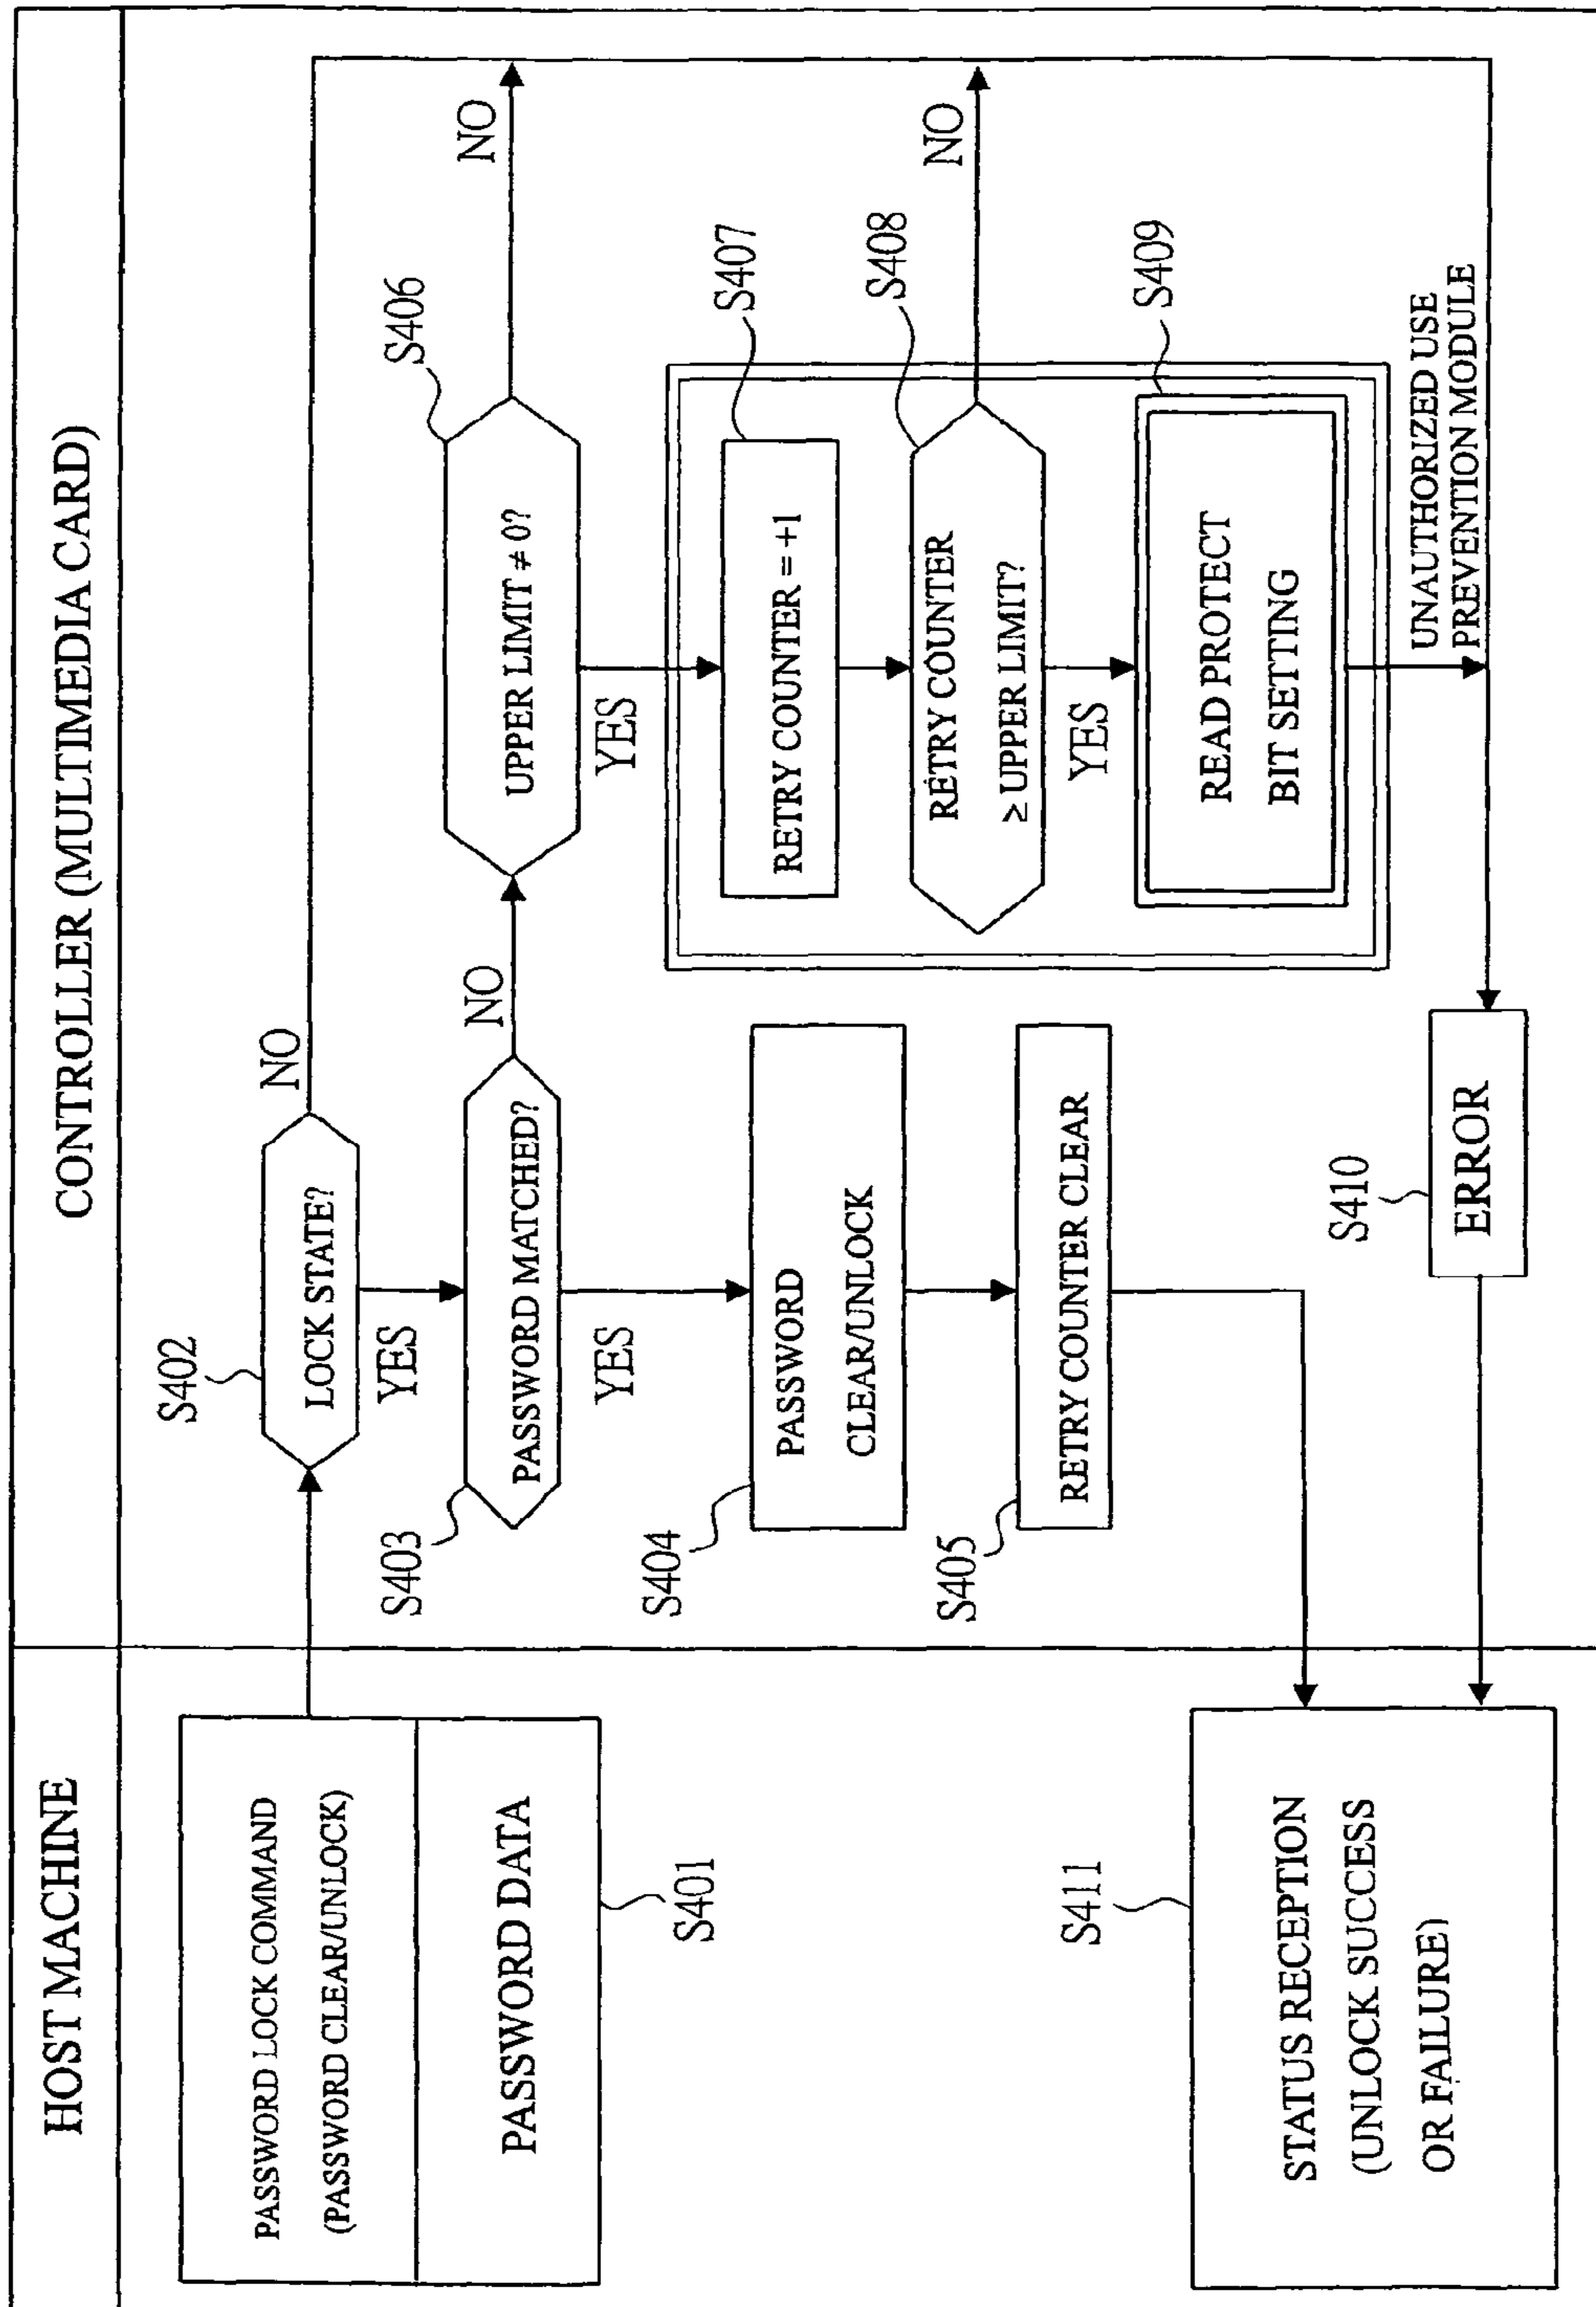 HOST MACHINE
CONTROLLER (MULTIMEDIA CARD)
PASSWORD LOCK COMMAND
(PASSWORD CLEAR/UNLOCK)
PASSWORD DATA
S401
S402
LOCK STATE?
NO
YES
S403
PASSWORD MATCHED?
NO
YES
S404
PASSWORD
CLEAR/UNLOCK
S405
RETRY COUNTER CLEAR
S406
UPPER LIMIT ≠ 0?
NO
YES
S407
RETRY COUNTER = +1
S408
RETRY COUNTER
≥ UPPER LIMIT?
NO
YES
S409
READ PROTECT
BIT SETTING
UNAUTHORIZED USE
PREVENTION MODULE
S410
ERROR
S411
STATUS RECEPTION
(UNLOCK SUCCESS
OR FAILURE)